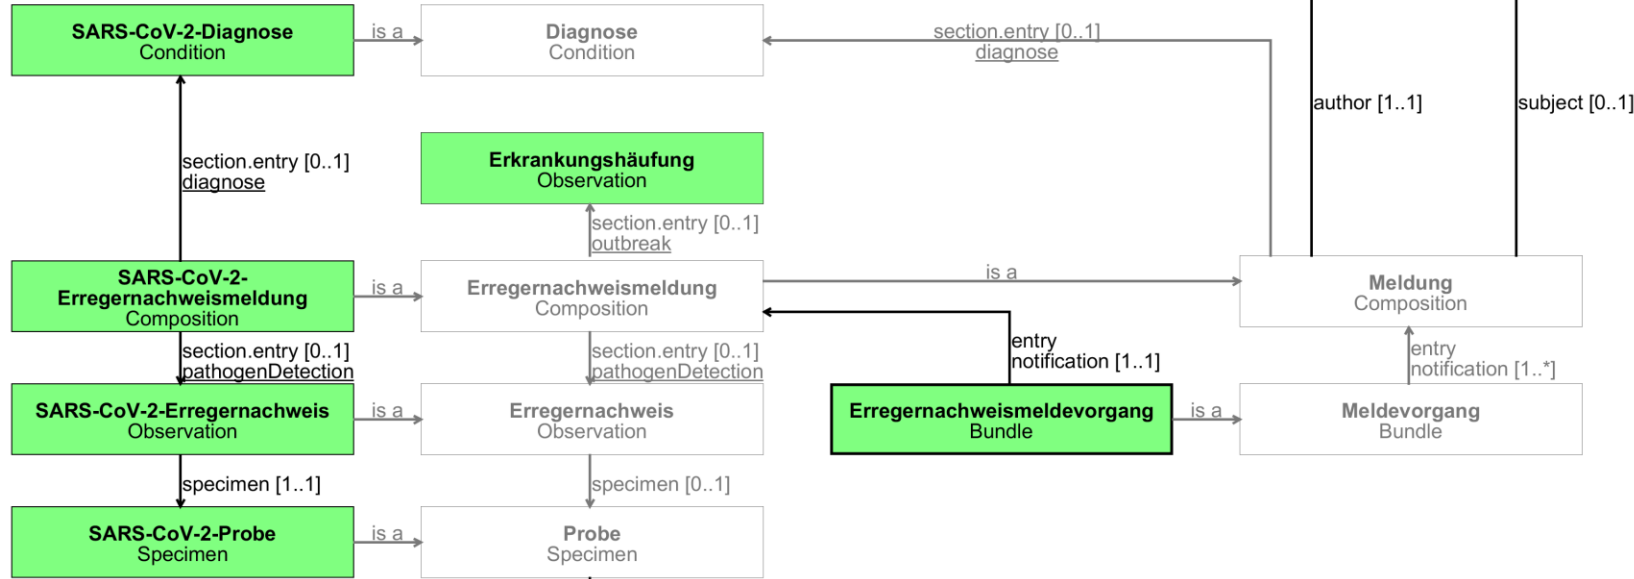 SARS-CoV-2-Diagnose
Condition
is a
Diagnose
Condition
section.entry [0..1]
diagnose
author [1..1]
subject [0..1]
section.entry [0..1]
diagnose
Erkrankungshäufung
Observation
section.entry [0..1]
outbreak
SARS-CoV-2-
Erregernachweismeldung
Composition
is a
Erregernachweismeldung
Composition
is a
Meldung
Composition
section.entry [0..1]
pathogenDetection
section.entry [0..1]
pathogenDetection
entry
notification [1..1]
entry
notification [1..*]
SARS-CoV-2-Erregernachweis
Observation
is a
Erregernachweis
Observation
Erregernachweismeldevorgang
Bundle
is a
Meldevorgang
Bundle
specimen [1..1]
specimen [0..1]
SARS-CoV-2-Probe
Specimen
is a
Probe
Specimen